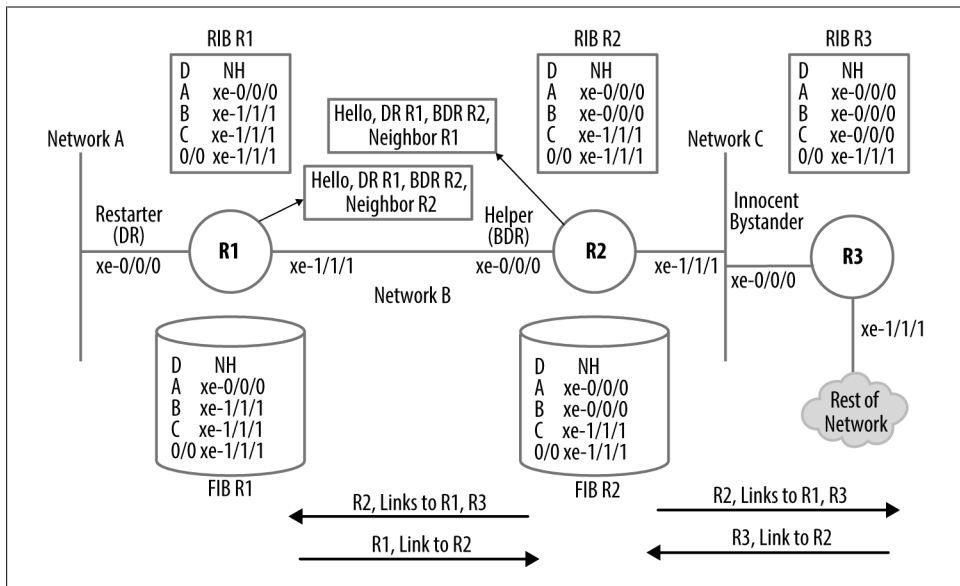 RIB R1
D NH
A xe-0/0/0
B xe-1/1/1
C xe-1/1/1
0/0 xe-1/1/1
RIB R2
D NH
A xe-0/0/0
B xe-0/0/0
C xe-1/1/1
0/0 xe-1/1/1
RIB R3
D NH
A xe-0/0/0
B xe-0/0/0
C xe-0/0/0
0/0 xe-1/1/1
Network A
Hello, DR R1, BDR R2,
Neighbor R1
Network C
Hello, DR R1, BDR R2,
Neighbor R2
Restarter
(DR)
Helper
(BDR)
Innocent
Bystander
R1
R2
R3
xe-0/0/0
xe-1/1/1
xe-0/0/0
xe-1/1/1
xe-0/0/0
Network B
xe-1/1/1
D NH
A xe-0/0/0
B xe-1/1/1
C xe-1/1/1
0/0 xe-1/1/1
FIB R1
D NH
A xe-0/0/0
B xe-0/0/0
C xe-1/1/1
0/0 xe-1/1/1
FIB R2
Rest of
Network
R2, Links to R1, R3
R2, Links to R1, R3
R1, Link to R2
R3, Link to R2